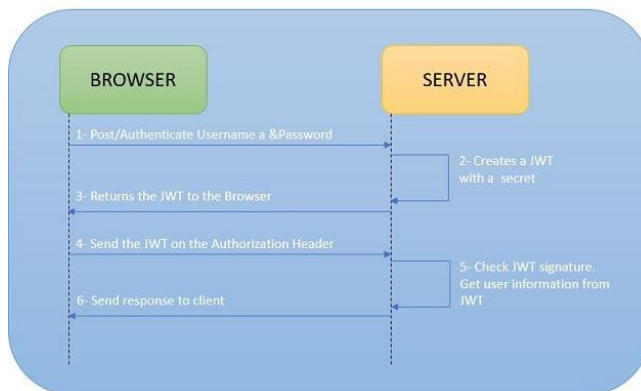 BROWSER
SERVER
1- Post/Authenticate Username a &Password
2- Creates a JWT
with a secret
3- Returns the JWT to the Browser
4- Send the JWT on the Authorization Header
5- Check JWT signature.
Get user information from
JWT
6- Send response to client